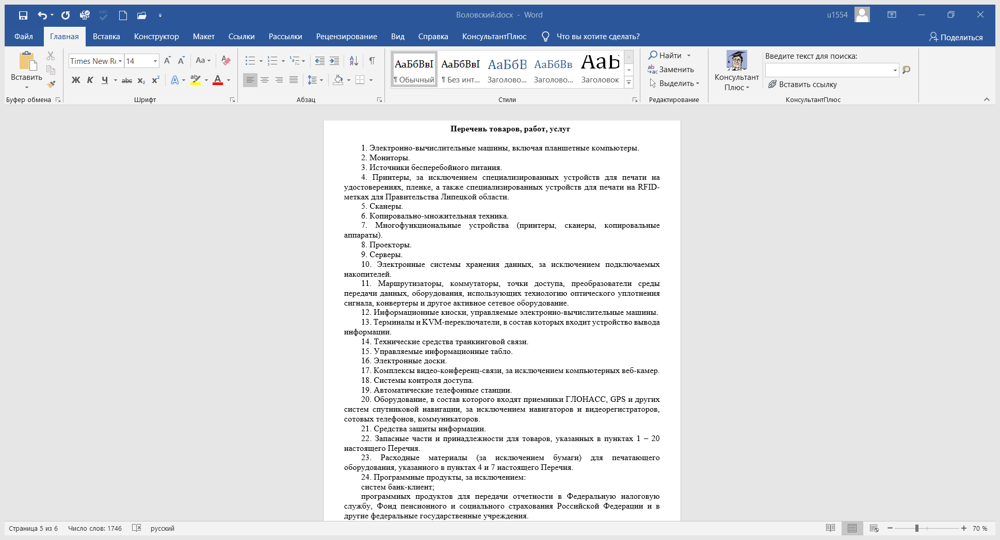 Воловский.docx - Word
u1554
Файл Главная Вставка Конструктор Макет Ссылки Рассылки Рецензирование Вид Справка КонсультантПлюс Что вы хотите сделать? Поделиться
Вставить
Буфер обмена
Times New Rc 14
Aa
Ж К Ч abc x₂ x²
Шрифт
Абзац
АаБбВвІ АаБбВвІ АаБбВ АаБбВв АаБ
¶ Обычный ¶ Без инт... Заголово... Заголово... Заголовок
Стили
Найти
Заменить
Выделить
Редактирование
Консультант
Плюс
Введите текст для поиска:
Вставить ссылку
КонсультантПлюс
Перечень товаров, работ, услуг
1. Электронно-вычислительные машины, включая планшетные компьютеры.
2. Мониторы.
3. Источники бесперебойного питания.
4. Принтеры, за исключением специализированных устройств для печати на
удостоверениях, пленке, а также специализированных устройств для печати на RFID-
метках для Правительства Липецкой области.
5. Сканеры.
6. Копировально-множительная техника.
7. Многофункциональные устройства (принтеры, сканеры, копировальные
аппараты).
8. Проекторы.
9. Серверы.
10. Электронные системы хранения данных, за исключением подключаемых
накопителей.
11. Маршрутизаторы, коммутаторы, точки доступа, преобразователи среды
передачи данных, оборудования, использующих технологию оптического уплотнения
сигнала, конвертеры и другое активное сетевое оборудование.
12. Информационные киоски, управляемые электронно-вычислительные машины.
13. Терминалы и KVM-переключатели, в состав которых входит устройство вывода
информации.
14. Технические средства транкинговой связи.
15. Управляемые информационные табло.
16. Электронные доски.
17. Комплексы видео-конференц-связи, за исключением компьютерных веб-камер.
18. Системы контроля доступа.
19. Автоматические телефонные станции.
20. Оборудование, в состав которого входят приемники ГЛОНАСС, GPS и других
систем спутниковой навигации, за исключением навигаторов и видеорегистраторов,
сотовых телефонов, коммуникаторов.
21. Средства защиты информации.
22. Запасные части и принадлежности для товаров, указанных в пунктах 1 – 20
настоящего Перечня.
23. Расходные материалы (за исключением бумаги) для печатающего
оборудования, указанного в пунктах 4 и 7 настоящего Перечня.
24. Программные продукты, за исключением:
систем банк-клиент;
программных продуктов для передачи отчетности в Федеральную налоговую
службу, Фонд пенсионного и социального страхования Российской Федерации и в
другие федеральные государственные учреждения.
Страница 5 из 6 Число слов: 1746 русский 70 %